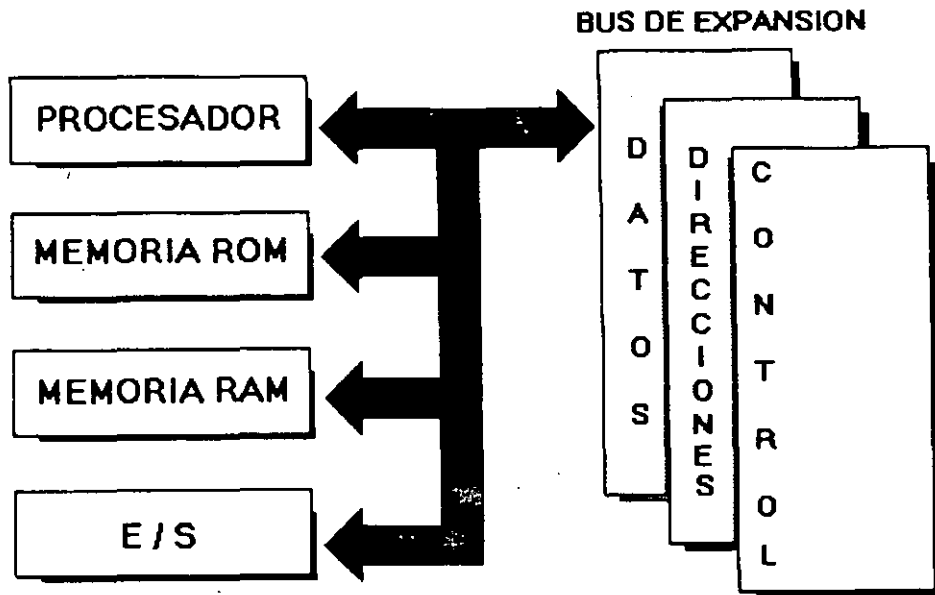 BUS DE EXPANSION
PROCESADOR
MEMORIA ROM
MEMORIA RAM
E / S
DATOS
DIRECCIONES
CONTROL